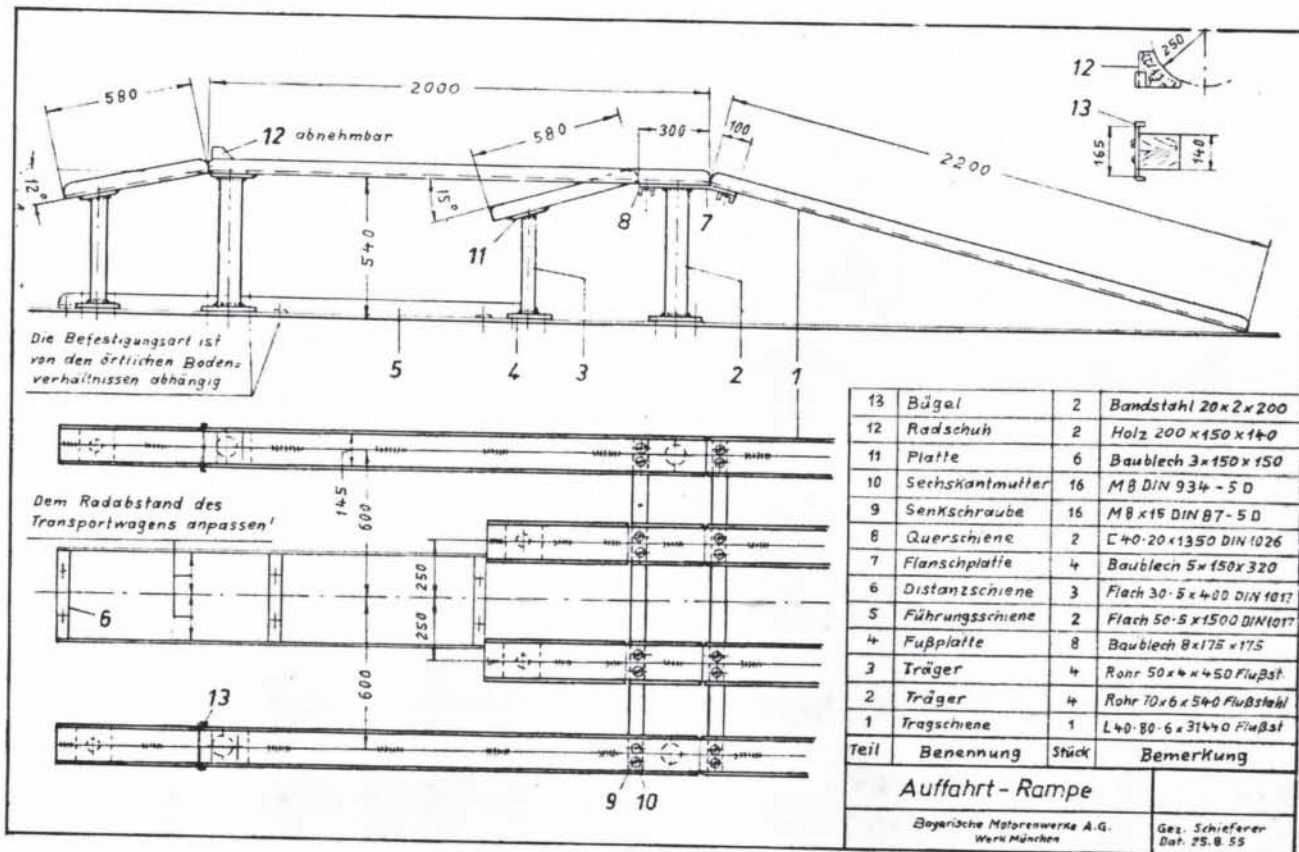 580
2000
12 abnehmbar
580
300
100
2200
250
12
13
165
140
12°
15°
540
8
7
11
Die Befestigungsart ist
von den örtlichen Boden=
verhältnissen abhängig
5
4
3
2
1
145
600
Dem Radabstand des
Transportwagens anpassen!
250
250
6
600
13
9
10
13 Bügel 2 Bandstahl 20x2x200
12 Radschuh 2 Holz 200x150x140
11 Platte 6 Baublech 3x150x150
10 Sechskantmutter 16 M8 DIN 934-5D
9 Senkschraube 16 M8x15 DIN 87-5D
8 Querschiene 2 C 40·20x1350 DIN 1026
7 Flanschplatte 4 Baublech 5x150x320
6 Distanzschiene 3 Flach 30·5x400 DIN 1017
5 Führungsschiene 2 Flach 50·5x1500 DIN 1017
4 Fußplatte 8 Baublech 8x175x175
3 Träger 4 Rohr 50x4x450 Flußst.
2 Träger 4 Rohr 70x6x540 Flußstahl
1 Tragschiene 1 L40·80·6x31440 Flußst
Teil Benennung Stück Bemerkung
Auffahrt-Rampe
Bayerische Motorenwerke A.G.
Werk München
Gez. Schieferer
Dat. 25.8.55